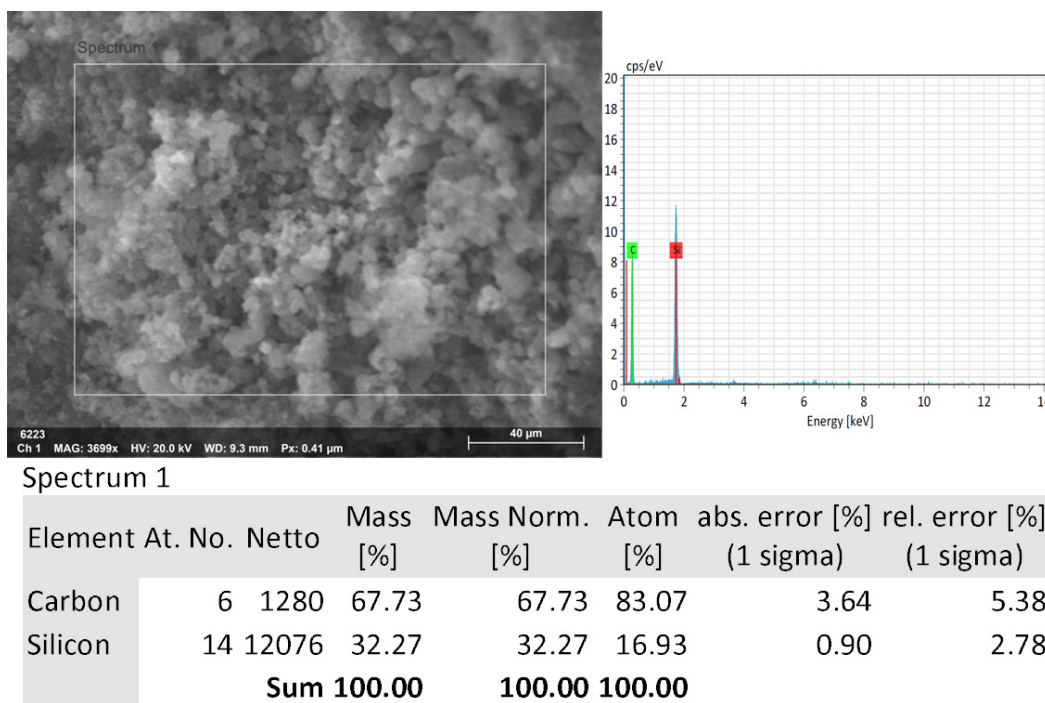 Spectrum 1
6223
Ch 1 MAG: 3699x HV: 20.0 kV WD: 9.3 mm Px: 0.41 µm
40 µm
cps/eV
20
18
16
14
12
10
8
6
4
2
0
C
Si
0 2 4 6 8 10 12 14
Energy [keV]
Spectrum 1
Element At. No. Netto Mass [%] Mass Norm. [%] Atom [%] abs. error [%] (1 sigma) rel. error [%] (1 sigma)
Carbon 6 1280 67.73 67.73 83.07 3.64 5.38
Silicon 14 12076 32.27 32.27 16.93 0.90 2.78
Sum 100.00 100.00 100.00